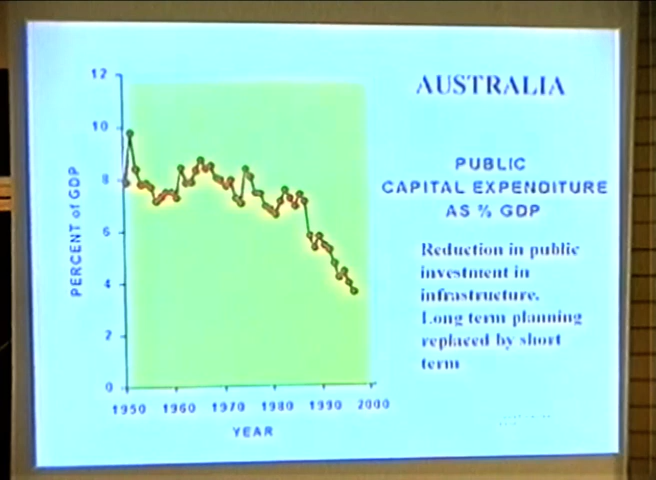 AUSTRALIA
PUBLIC
CAPITAL EXPENDITURE
AS % GDP
Reduction in public
investment in
infrastructure.
Long term planning
replaced by short
term
PERCENT of GDP
12
10
8
6
4
2
0
1950 1960 1970 1980 1990 2000
YEAR